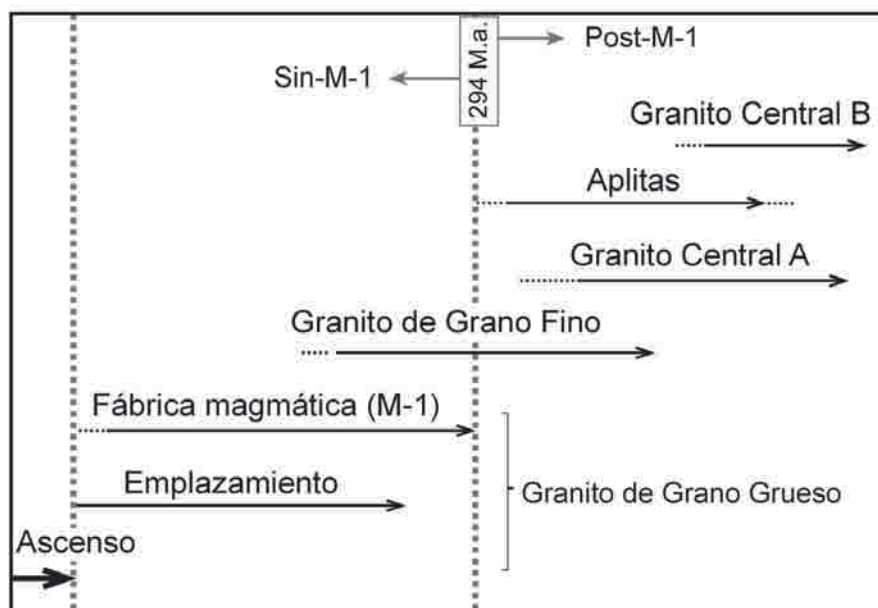 Post-M-1
294 M.a.
Sin-M-1
Granito Central B
Aplitas
Granito Central A
Granito de Grano Fino
Fábrica magmática (M-1)
Emplazamiento
Granito de Grano Grueso
Ascenso